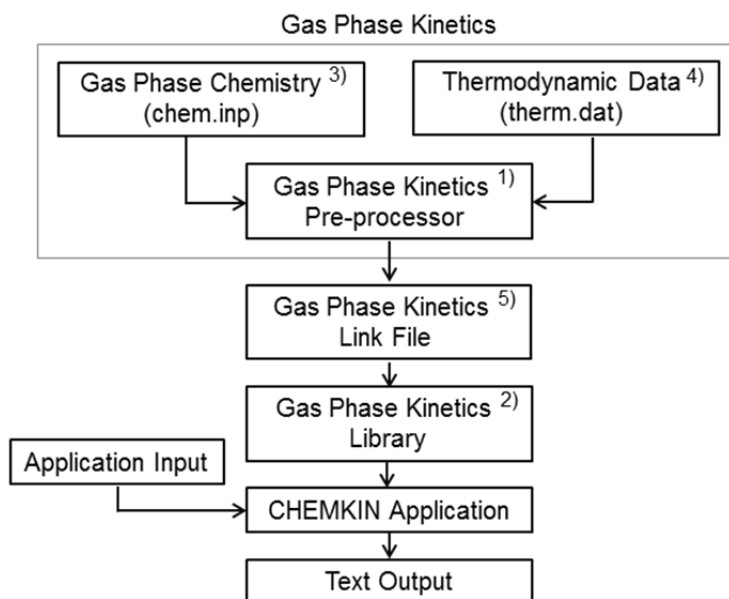 Gas Phase Kinetics
Gas Phase Chemistry 3)
(chem.inp)
Thermodynamic Data 4)
(therm.dat)
Gas Phase Kinetics 1)
Pre-processor
Gas Phase Kinetics 5)
Link File
Gas Phase Kinetics 2)
Library
Application Input
CHEMKIN Application
Text Output